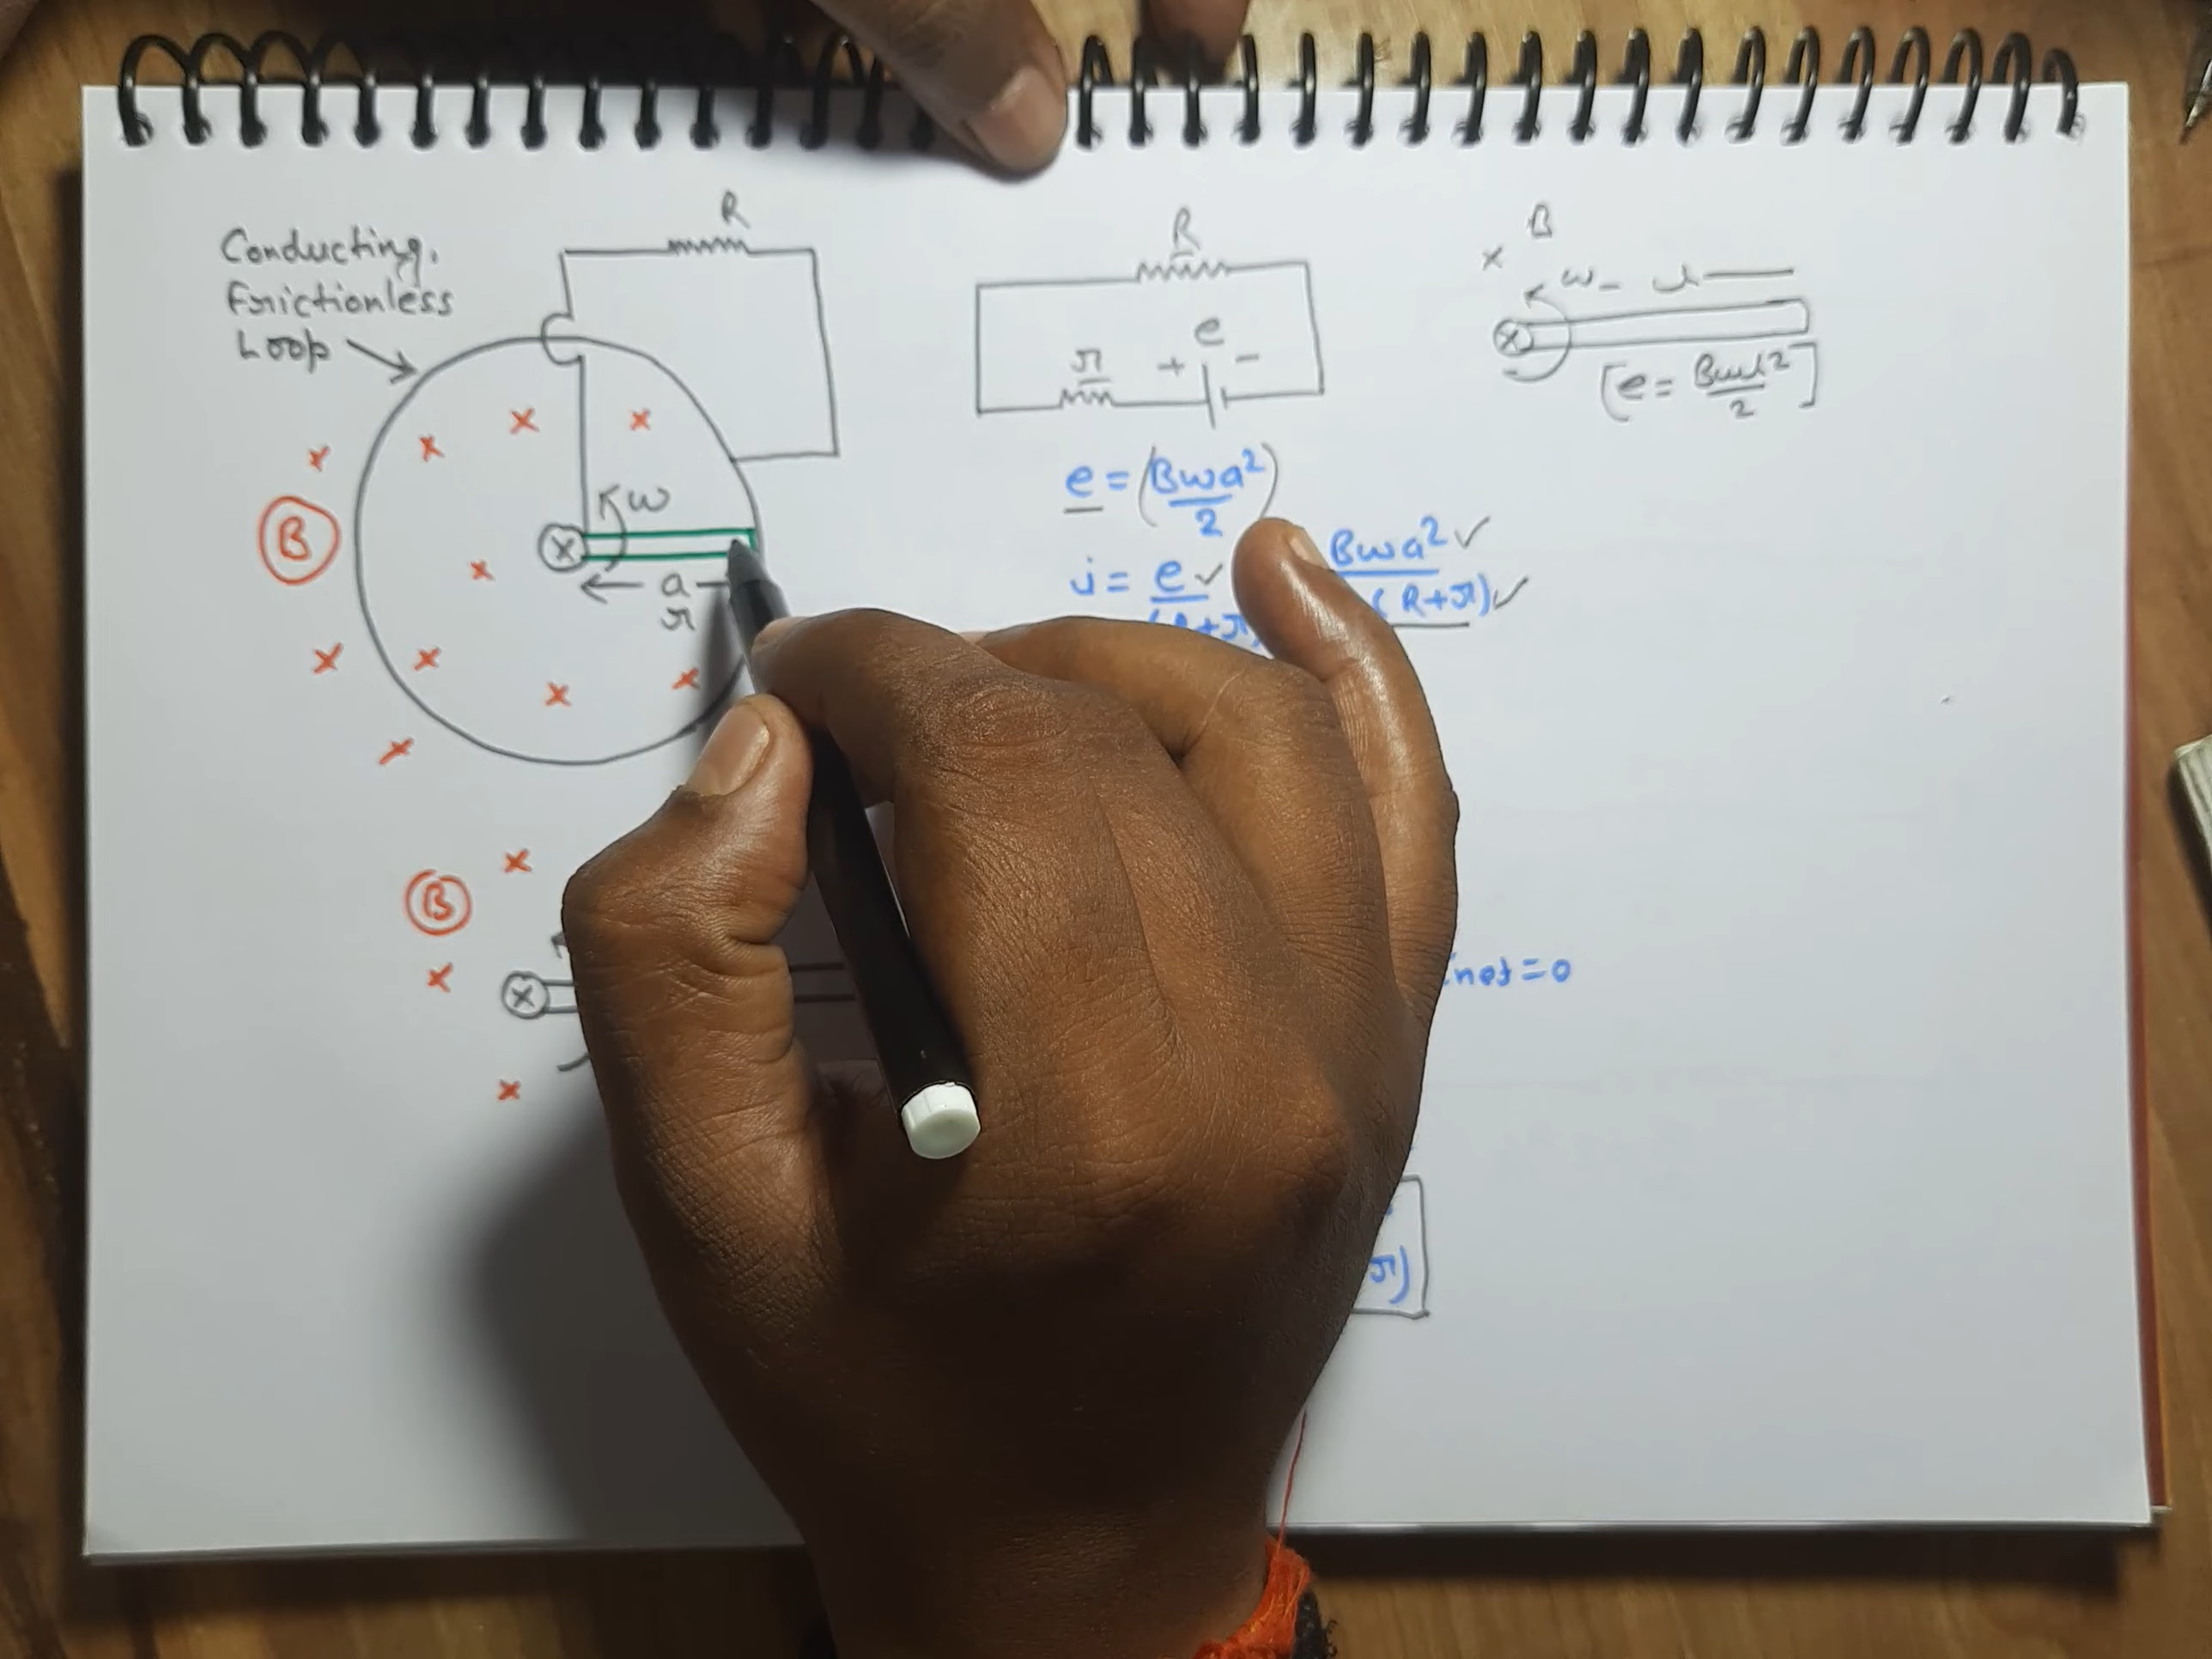 Conducting,
Frictionless
Loop
R
B
x x x x
ω
x
a
r
x x x x
x
R
r + e -
B
x
ω l
[e = Bωl²/2]
e = (Bωa²/2)
i = e✓/(R+r) Bωa²✓/(R+r)✓
B x
x
x
x
net = 0
r)